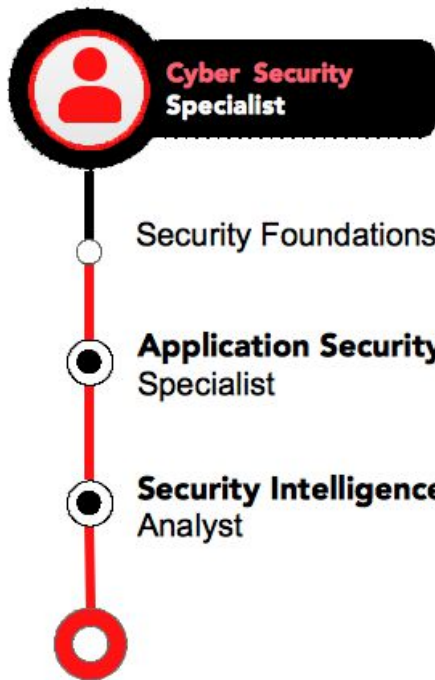 Cyber Security
Specialist
Security Foundations
Application Security
Specialist
Security Intelligence
Analyst